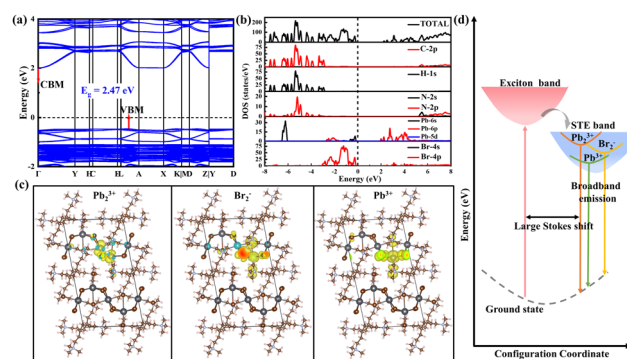 (a)
Energy (eV)
4
2
0
-2
CBM
E_g = 2.47 eV
VBM
Γ
Y
A
X
D
(b)
DOS (states/eV)
TOTAL
C-2p
H-1s
N-2s
N-2p
Pb-6s
Pb-6p
Pb-5d
Br-4s
Br-4p
-8 -6 -4 -2 0 2 4 6 8
Energy (eV)
(c)
Pb₂³⁺
Br₂⁻
Pb³⁺
(d)
Energy (eV)
Exciton band
STE band
Pb₂³⁺
Br₂⁻
Pb³⁺
Broadband
emission
Large Stokes shift
Ground state
Configuration Coordinate